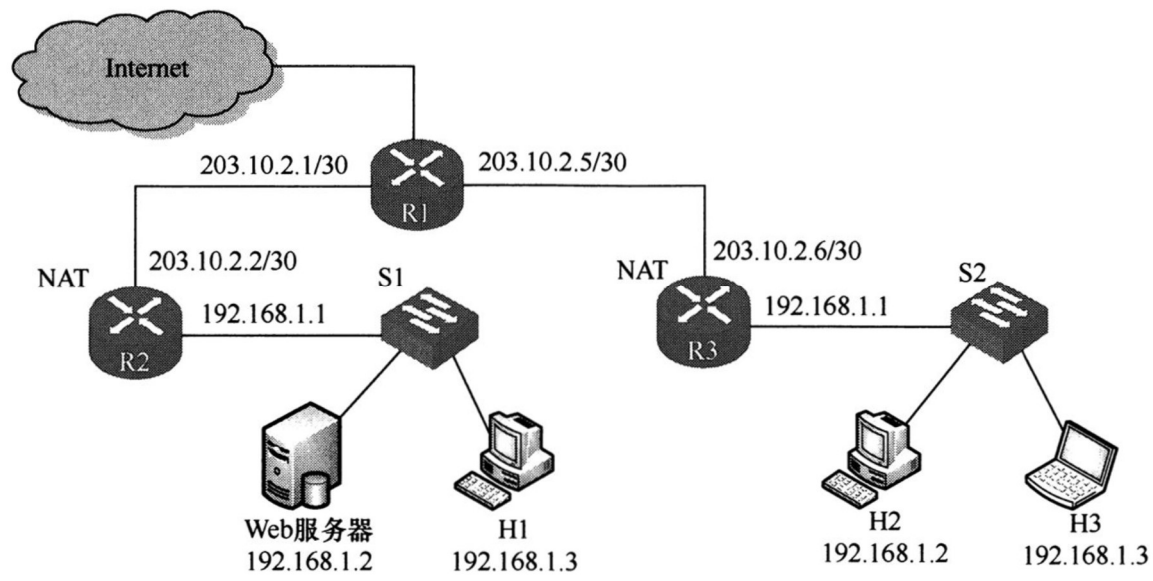 Internet
203.10.2.1/30
203.10.2.5/30
R1
NAT
203.10.2.2/30
S1
NAT
203.10.2.6/30
S2
192.168.1.1
192.168.1.1
R2
R3
Web服务器
192.168.1.2
H1
192.168.1.3
H2
192.168.1.2
H3
192.168.1.3